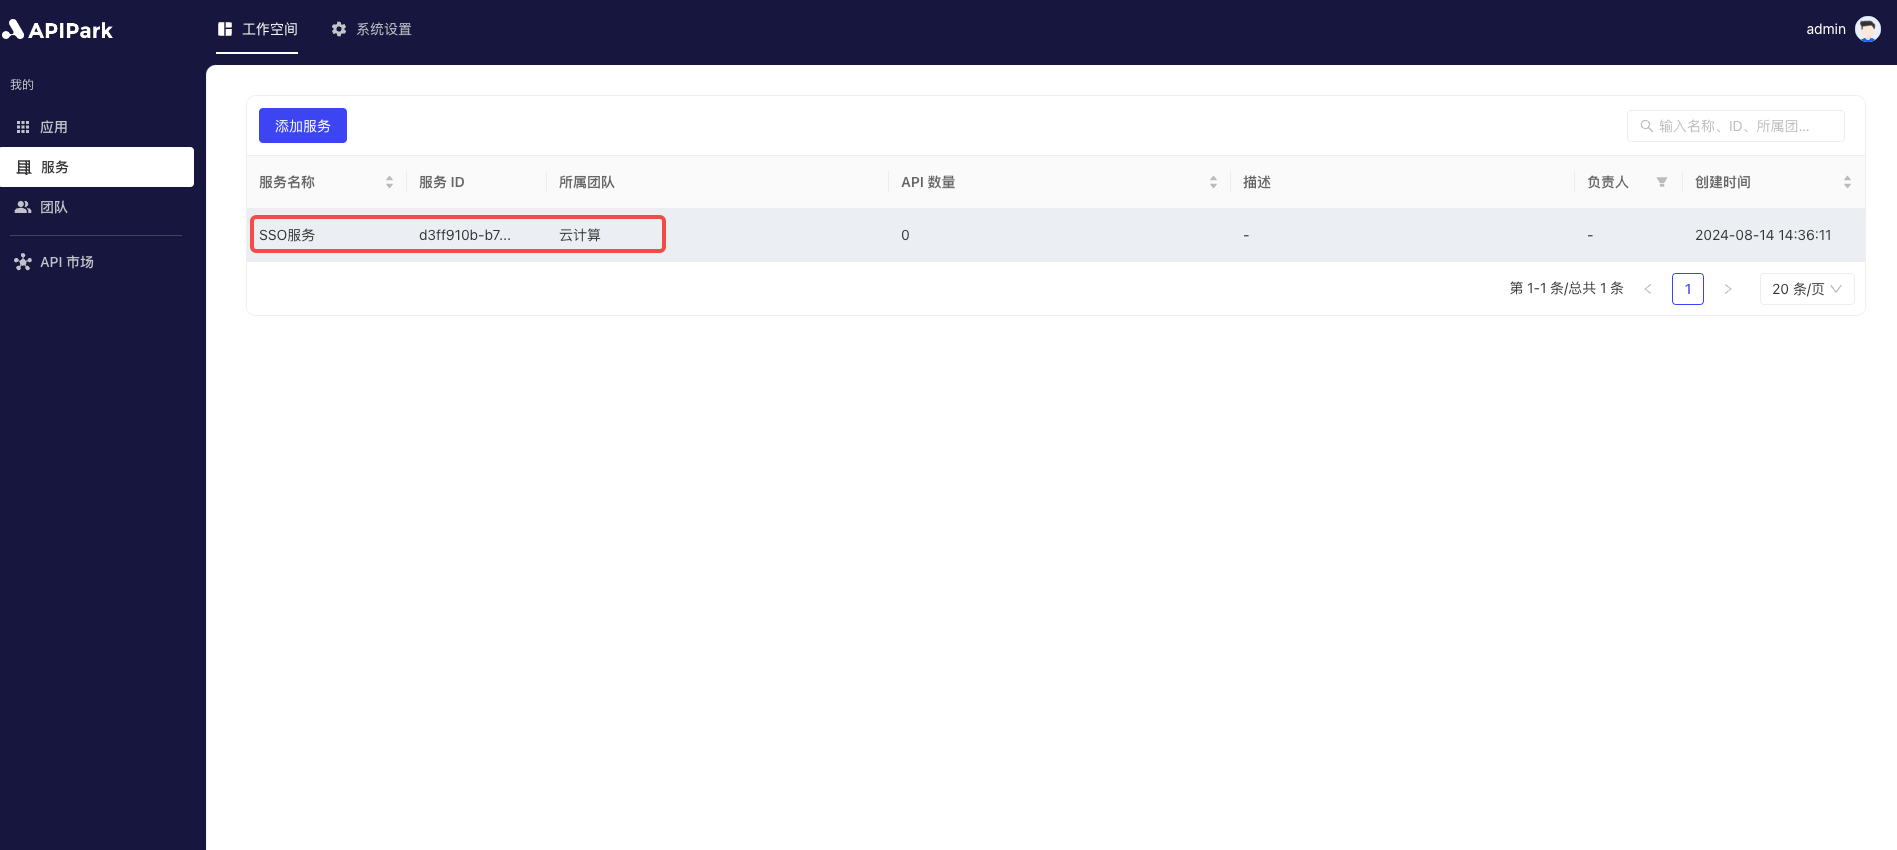 APIPark
工作空间 系统设置
admin
我的
应用
服务
团队
API 市场
添加服务
输入名称、ID、所属团...
服务名称 服务 ID 所属团队 API 数量 描述 负责人 创建时间
SSO服务 d3ff910b-b7... 云计算 0 - - 2024-08-14 14:36:11
第 1-1 条/总共 1 条 < 1 > 20 条/页